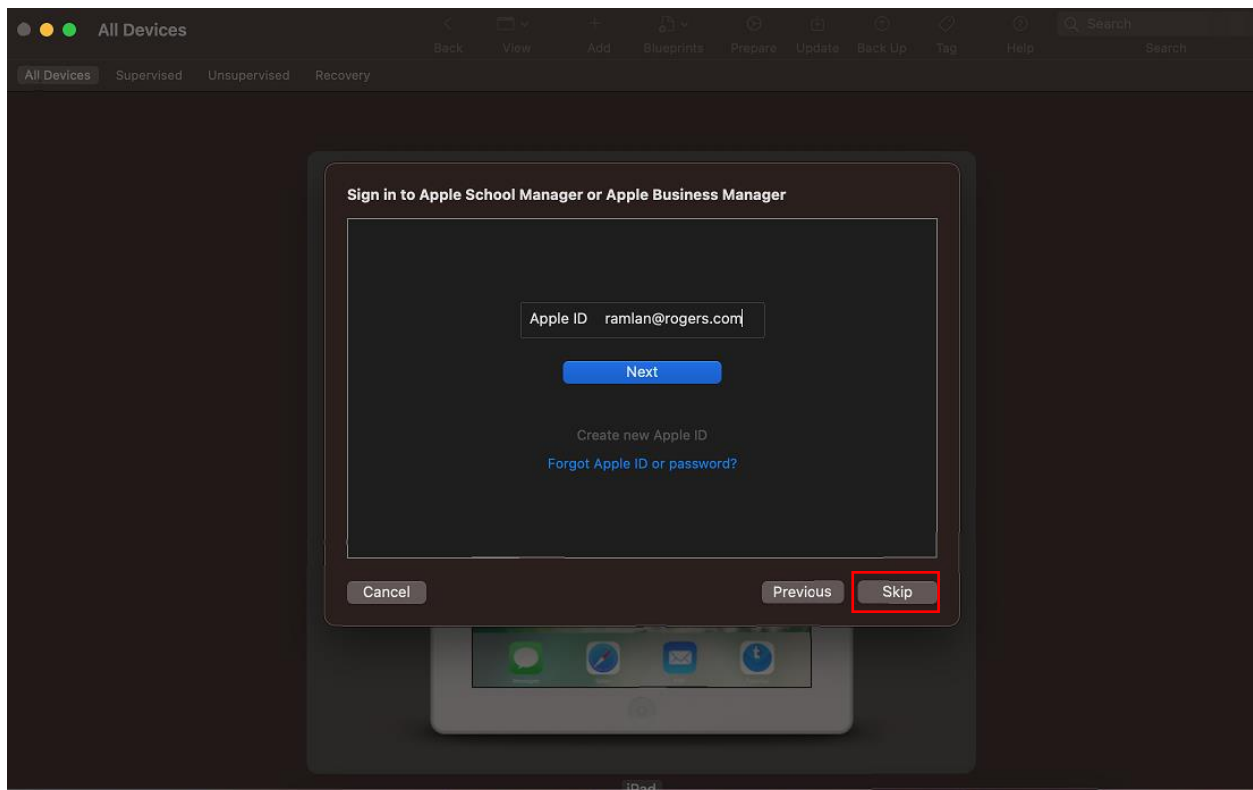 All Devices
Back View Add Blueprints Prepare Update Back Up Tag Help Search
Search
All Devices Supervised Unsupervised Recovery
Sign in to Apple School Manager or Apple Business Manager
Apple ID ramlan@rogers.com
Next
Create new Apple ID
Forgot Apple ID or password?
Cancel Previous Skip
iPad